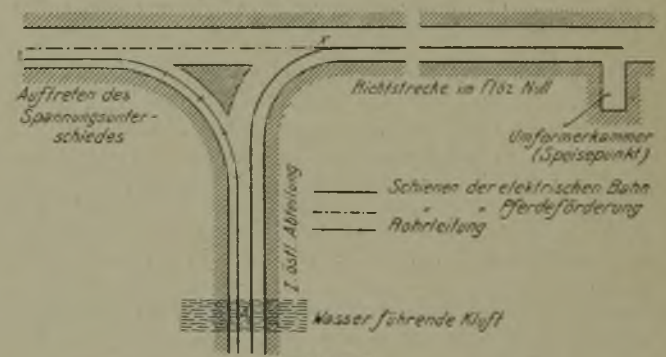 Auftreten des
Spannungsunter-
schiedes
x
Richtstrecke im Flöz Null
Umformerkammer
(Speisepunkt)
I. östl. Abteilung
Schienen der elektrischen Bahn
" " Pferdeförderung
Rohrleitung
Wasser führende Kluft